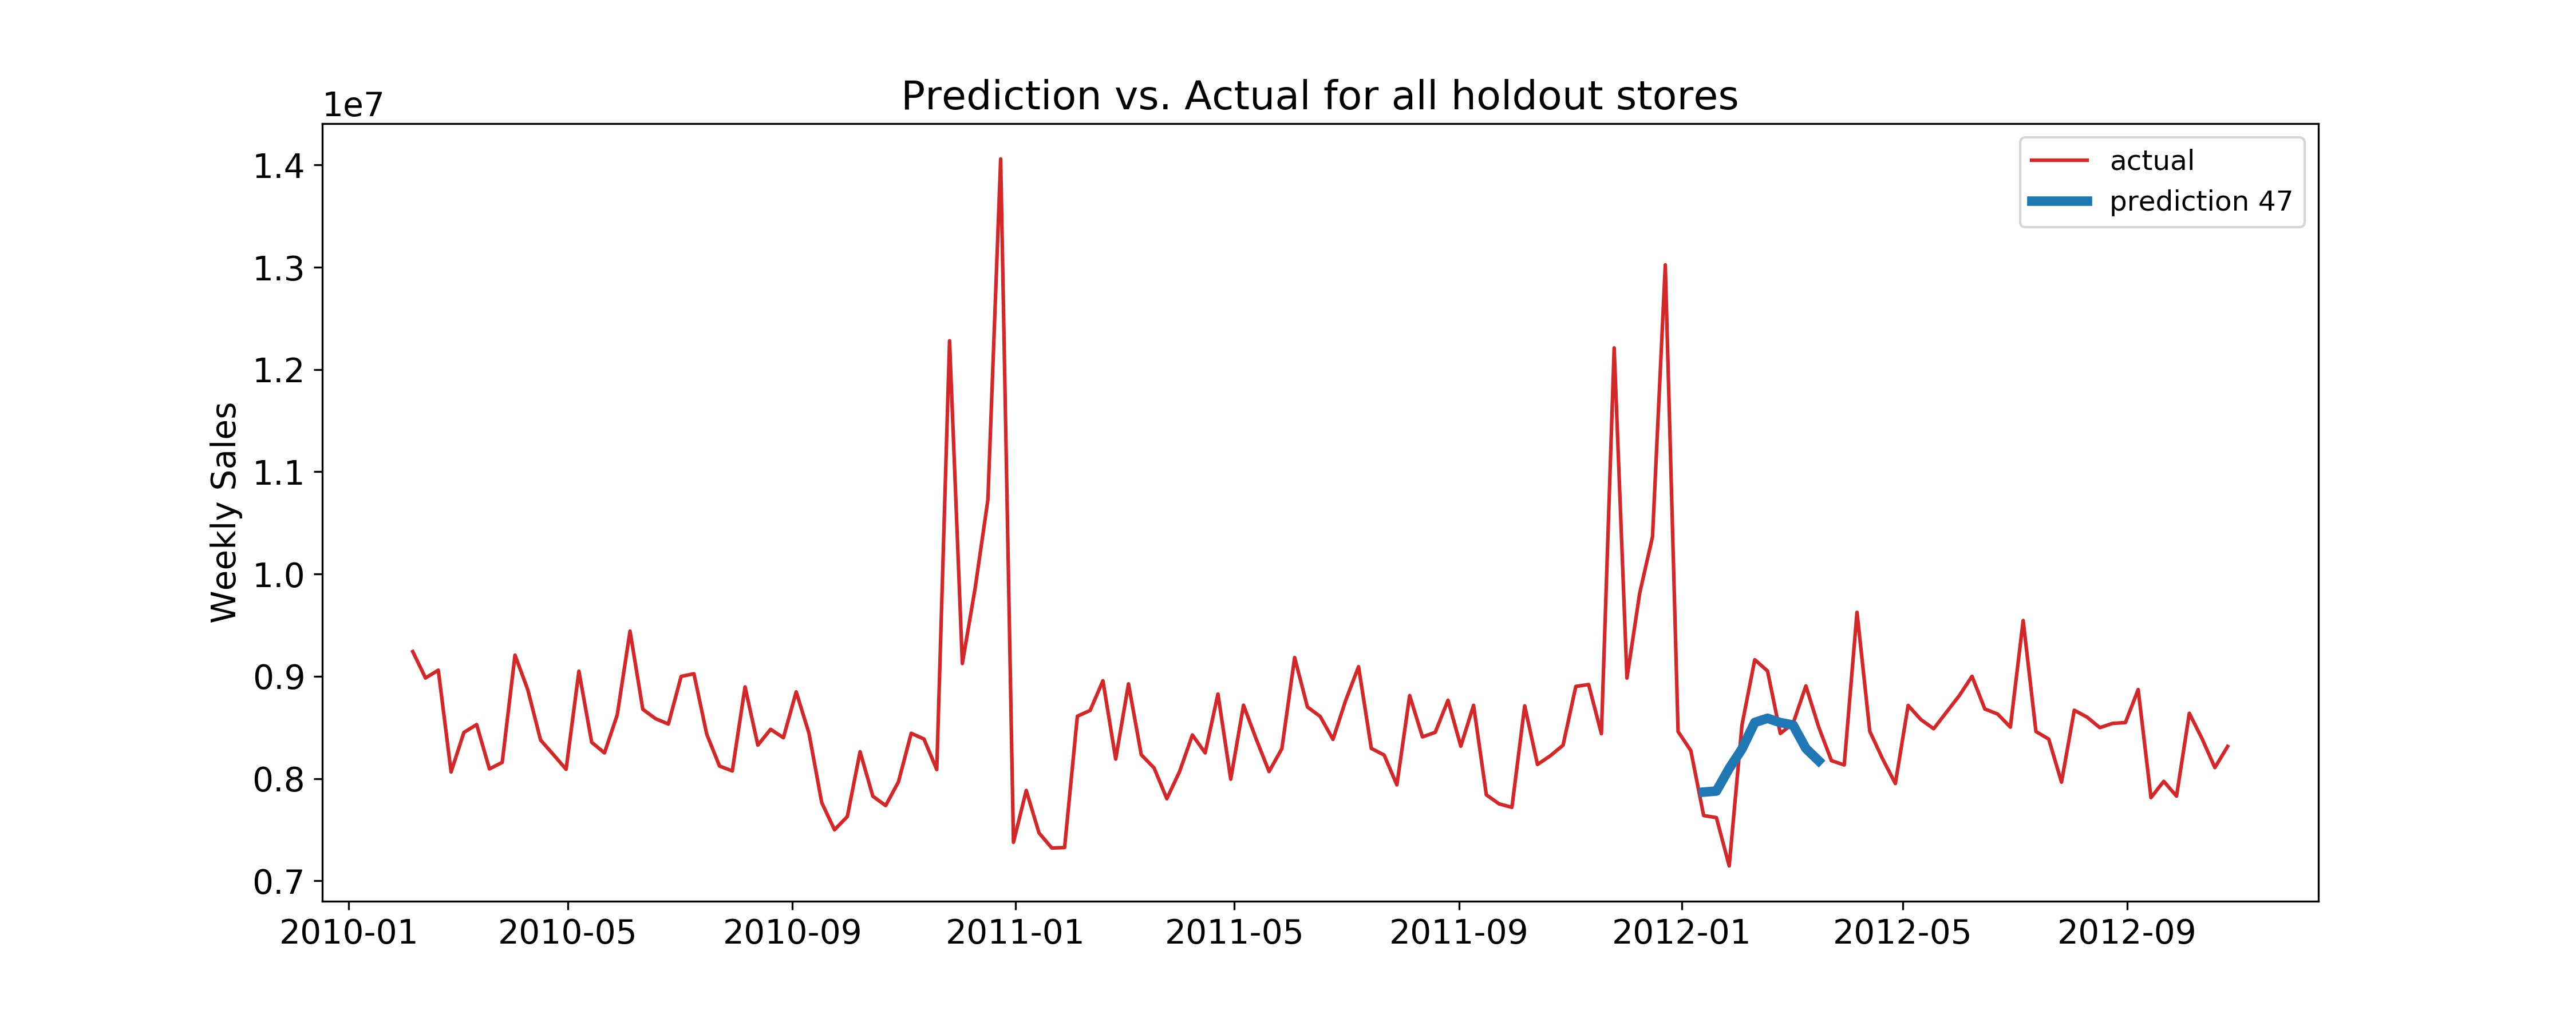 Prediction vs. Actual for all holdout stores
1e7
1.4
1.3
1.2
1.1
1.0
0.9
0.8
0.7
Weekly Sales
actual
prediction 47
2010-01 2010-05 2010-09 2011-01 2011-05 2011-09 2012-01 2012-05 2012-09